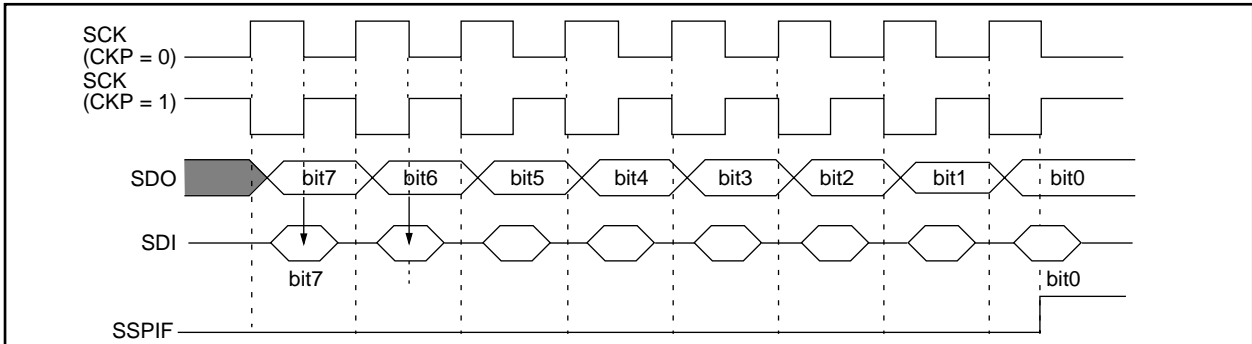 SCK
(CKP = 0)
SCK
(CKP = 1)
SDO bit7 bit6 bit5 bit4 bit3 bit2 bit1 bit0
SDI
bit7 bit0
SSPIF